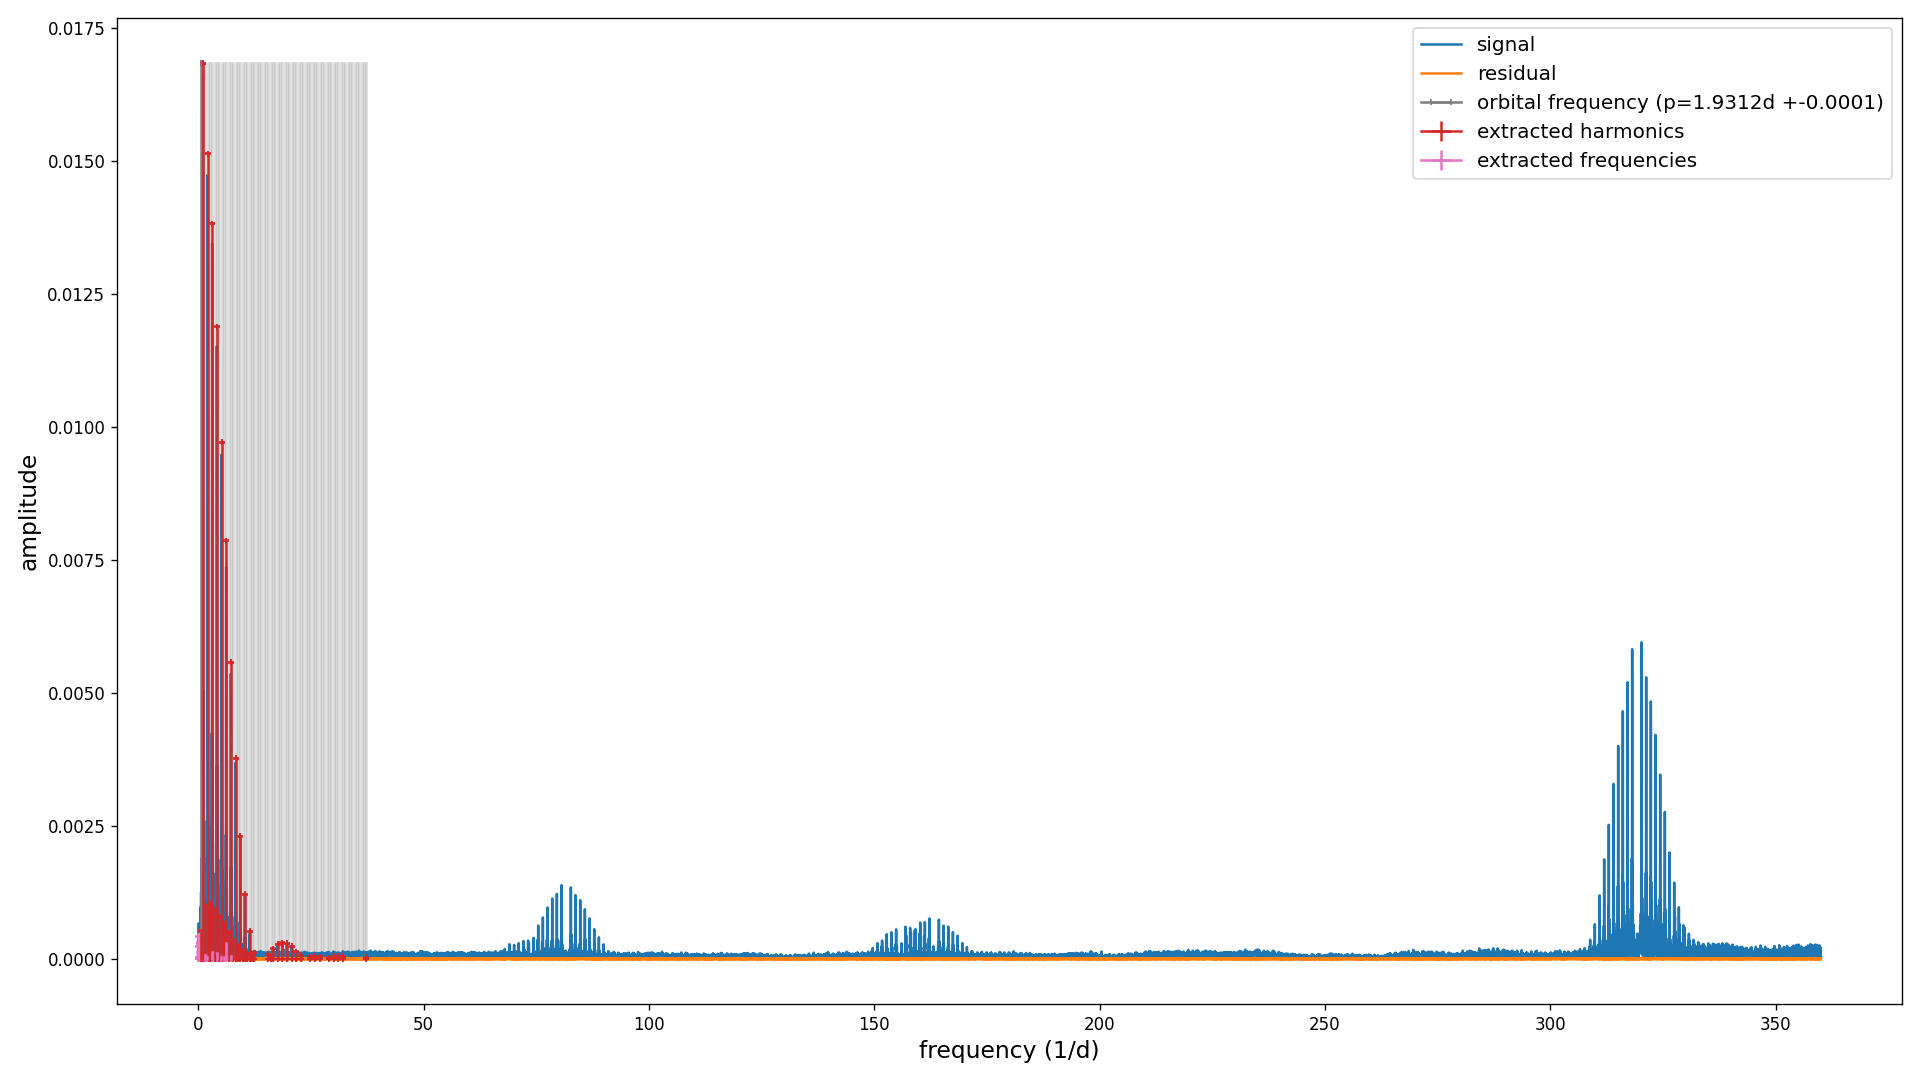 0.0175
0.0150
0.0125
0.0100
0.0075
0.0050
0.0025
0.0000
amplitude
signal
residual
orbital frequency (p=1.9312d +-0.0001)
extracted harmonics
extracted frequencies
0 50 100 150 200 250 300 350
frequency (1/d)